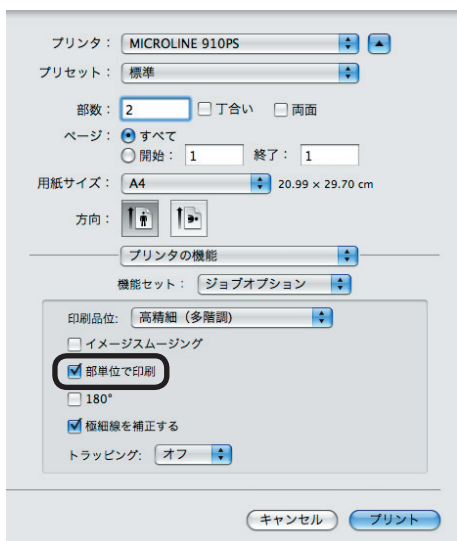 プリンタ： MICROLINE 910PS
プリセット： 標準
部数： 2 丁合い 両面
ページ： すべて
開始： 1 終了： 1
用紙サイズ： A4 20.99 × 29.70 cm
方向：
プリンタの機能
機能セット： ジョブオプション
印刷品位: 高精細（多階調）
イメージスムージング
部単位で印刷
180°
極細線を補正する
トラッピング: オフ
キャンセル プリント